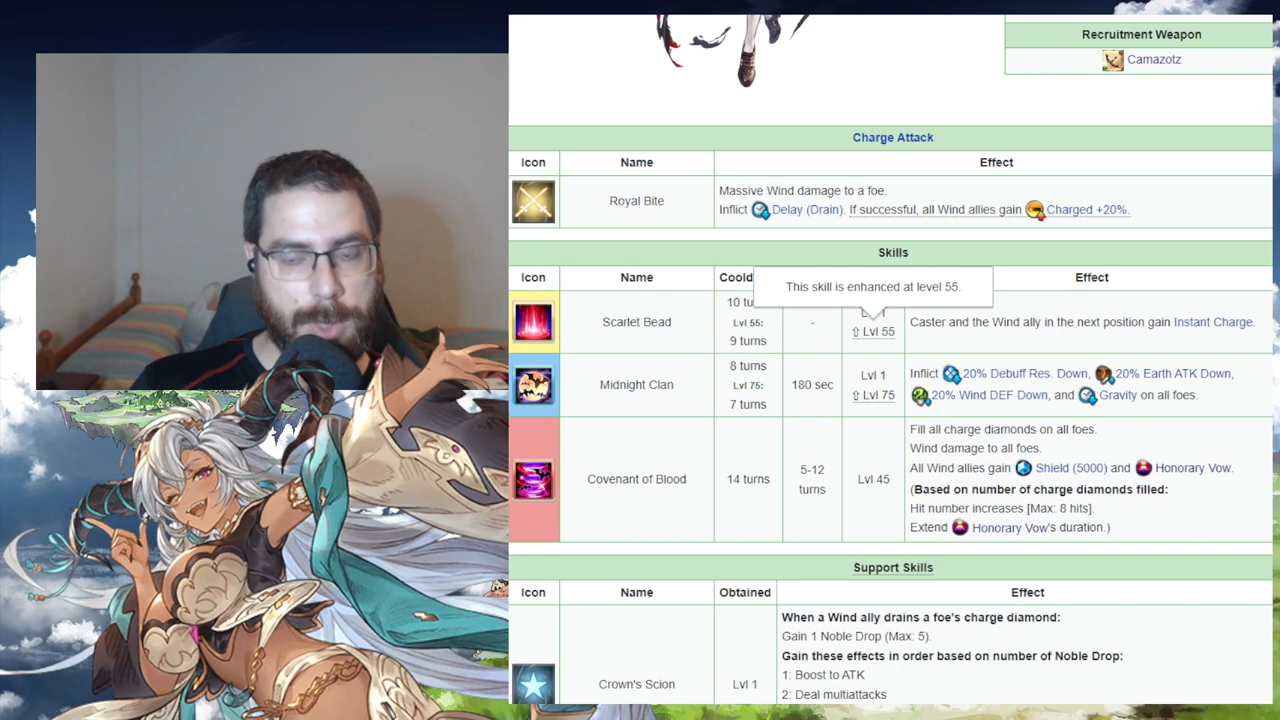 Recruitment Weapon
Camazotz
Charge Attack
Icon Name Effect
Royal Bite
Massive Wind damage to a foe.
Inflict Delay (Drain). If successful, all Wind allies gain Charged +20%.
Skills
Icon Name Effect
This skill is enhanced at level 55.
Scarlet Bead
Lvl 55:
9 turns
-
⇧ Lvl 55
Caster and the Wind ally in the next position gain Instant Charge.
Midnight Clan
8 turns
Lvl 75:
7 turns
180 sec
Lvl 1
⇧ Lvl 75
Inflict 20% Debuff Res. Down, 20% Earth ATK Down,
20% Wind DEF Down, and Gravity on all foes.
Covenant of Blood
14 turns
5-12
turns
Lvl 45
Fill all charge diamonds on all foes.
Wind damage to all foes.
All Wind allies gain Shield (5000) and Honorary Vow.
(Based on number of charge diamonds filled:
Hit number increases [Max: 8 hits].
Extend Honorary Vow's duration.)
Support Skills
Icon Name Obtained Effect
Crown's Scion
Lvl 1
When a Wind ally drains a foe's charge diamond:
Gain 1 Noble Drop (Max: 5).
Gain these effects in order based on number of Noble Drop:
1: Boost to ATK
2: Deal multiattacks